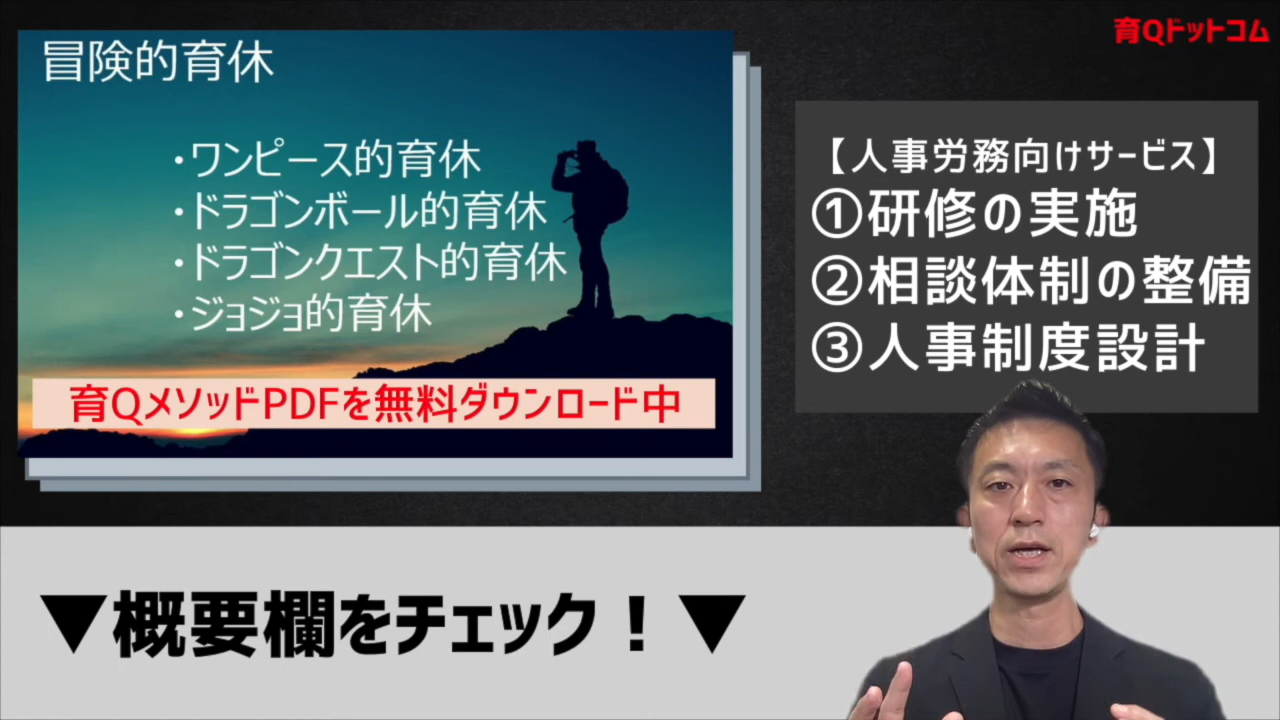 育Qドットコム
冒険的育休
・ワンピース的育休
・ドラゴンボール的育休
・ドラゴンクエスト的育休
・ジョジョ的育休
育QメソッドPDFを無料ダウンロード中
【人事労務向けサービス】
①研修の実施
②相談体制の整備
③人事制度設計
▼概要欄をチェック！▼